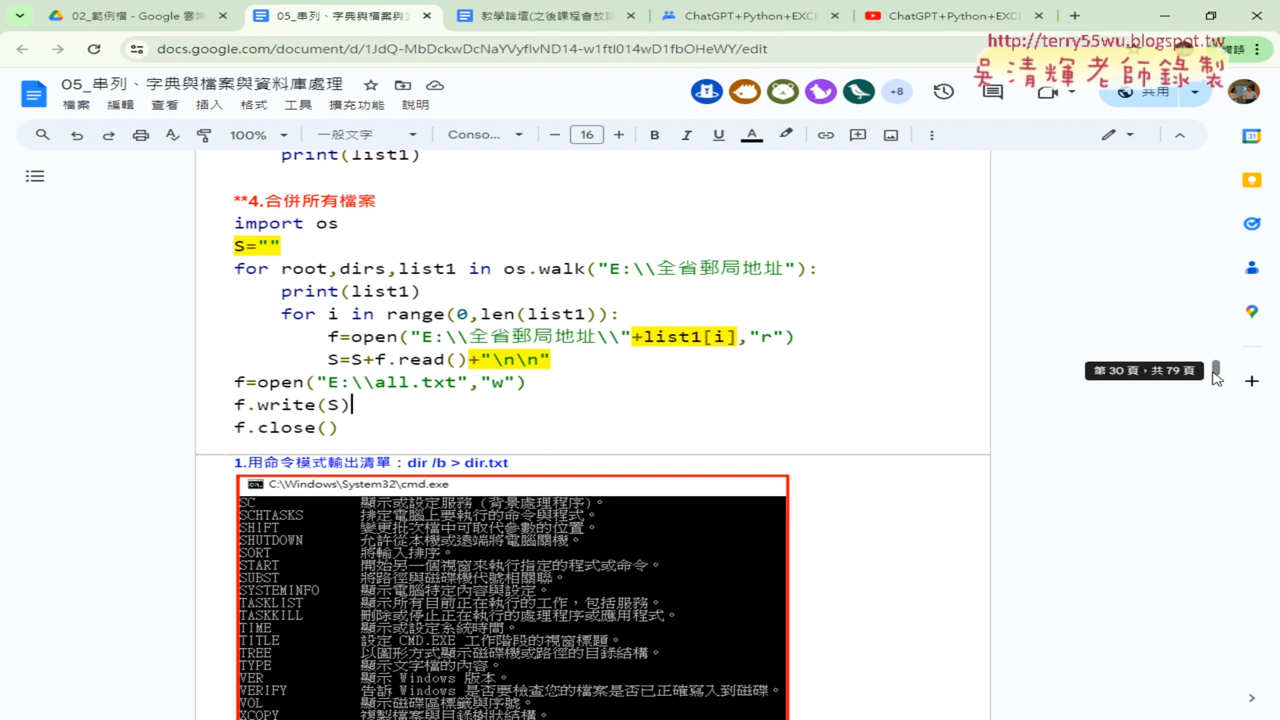 02_範例檔 - Google 雲端
05_串列、字典與檔案與資
教學論壇(之後課程會放
ChatGPT+Python+EXC
ChatGPT+Python+EXC
docs.google.com/document/d/1JdQ-MbDckwDcNaYVyfIvND14-w1ftI014wD1fbOHeWY/edit
http://terry55wu.blogspot.tw
吳清輝老師錄製
05_串列、字典與檔案與資料庫處理
檔案 編輯 查看 插入 格式 工具 擴充功能 說明
+8
共用
100% 一般文字 Conso... 16 B I U A
print(list1)
**4.合併所有檔案
import os
S=""
for root,dirs,list1 in os.walk("E:\\全省郵局地址"):
print(list1)
for i in range(0,len(list1)):
f=open("E:\\全省郵局地址\\"+list1[i],"r")
S=S+f.read()+"\n\n"
f=open("E:\\all.txt","w")
f.write(S)
f.close()
第 30 頁，共 79 頁
1.用命令模式輸出清單：dir /b > dir.txt
C:\Windows\System32\cmd.exe
SC 顯示或設定服務 (背景處理程序)。
SCHTASKS 排定電腦上要執行的命令與程式。
SHIFT 變更批次檔中可取代參數的位置。
SHUTDOWN 允許從本機或遠端將電腦關機。
SORT 將輸入排序。
START 開始另一個視窗來執行指定的程式或命令。
SUBST 將路徑與磁碟機代號相關聯。
SYSTEMINFO 顯示電腦特定內容與設定。
TASKLIST 顯示所有目前正在執行的工作，包括服務。
TASKKILL 刪除或停止正在執行的處理程序或應用程式。
TIME 顯示或設定系統時間。
TITLE 設定 CMD.EXE 工作階段的視窗標題。
TREE 以圖形方式顯示磁碟機或路徑的目錄結構。
TYPE 顯示文字檔的內容。
VER 顯示 Windows 版本。
VERIFY 告訴 Windows 是否要檢查您的檔案是否已正確寫入到磁碟。
VOL 顯示磁碟區標籤與序號。
XCOPY 複製檔案與目錄樹狀結構。